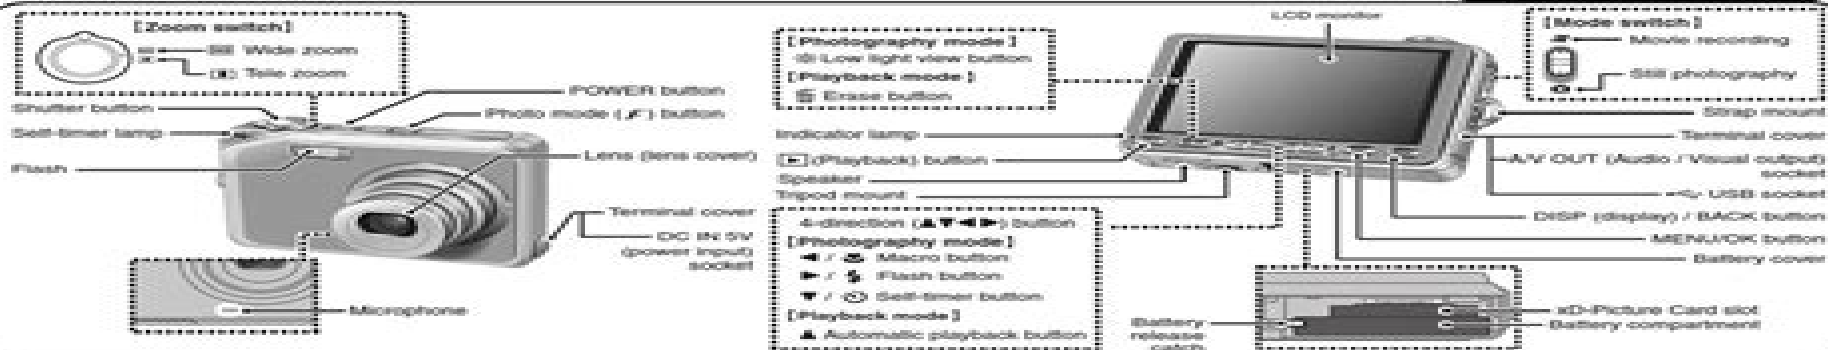 [Zoom switch]
Wide zoom
Tele zoom
Shutter button
Self-timer lamp
Flash
POWER button
Photo mode ( ) button
Lens (lens cover)
Terminal cover
DC IN 5V
(power input)
socket
Microphone
[Photography mode]
Low light view button
[Playback mode]
Erase button
Indicator lamp
(Playback) button
Speaker
Tripod mount
4-direction (▲▼◀▶) button
[Photography mode]
◀ / Macro button
▶ / Flash button
▼ / Self-timer button
[Playback mode]
▲ Automatic playback button
LCD monitor
[Mode switch]
Movie recording
Still photography
Strap mount
Terminal cover
A/V OUT (Audio / Visual output)
socket
USB socket
DISP (display) / BACK button
MENU/OK button
Battery cover
Battery
release
catch
xD-Picture Card slot
Battery compartment